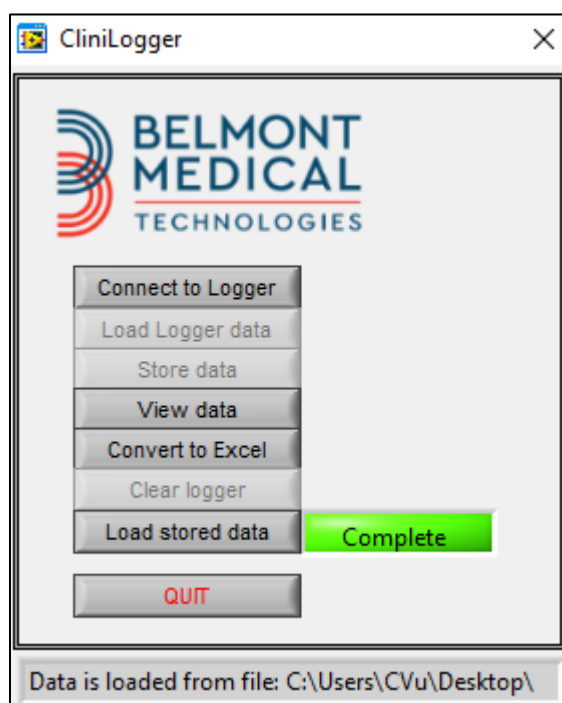 CliniLogger
BELMONT
MEDICAL
TECHNOLOGIES
Connect to Logger
Load Logger data
Store data
View data
Convert to Excel
Clear logger
Load stored data
Complete
QUIT
Data is loaded from file: C:\Users\CVu\Desktop\